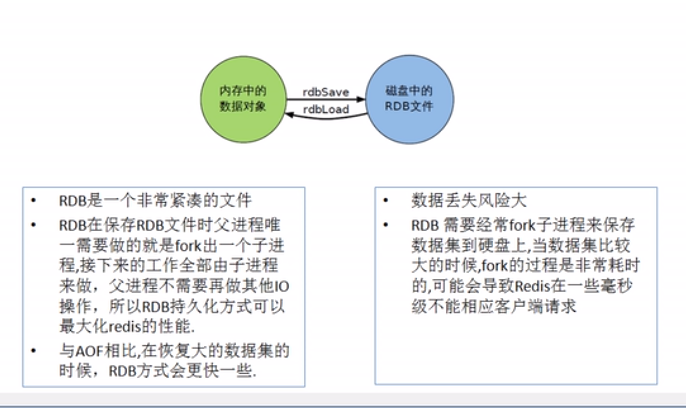 内存中的
数据对象
rdbSave
rdbLoad
磁盘中的
RDB文件
• RDB是一个非常紧凑的文件
• RDB在保存RDB文件时父进程唯
一需要做的就是fork出一个子进
程,接下来的工作全部由子进程
来做，父进程不需要再做其他IO
操作，所以RDB持久化方式可以
最大化redis的性能.
• 与AOF相比,在恢复大的数据集的
时候，RDB方式会更快一些.
• 数据丢失风险大
• RDB 需要经常fork子进程来保存
数据集到硬盘上,当数据集比较
大的时候,fork的过程是非常耗时
的,可能会导致Redis在一些毫秒
级不能相应客户端请求